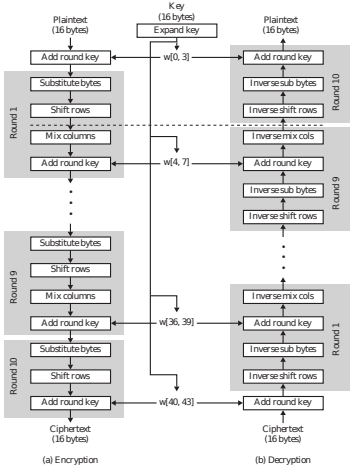 Plaintext
(16 bytes)
Add round key
Round 1
Substitute bytes
Shift rows
Mix columns
Add round key
Round 9
Substitute bytes
Shift rows
Mix columns
Add round key
Round 10
Substitute bytes
Shift rows
Add round key
Ciphertext
(16 bytes)
(a) Encryption
Key
(16 bytes)
Expand key
w[0, 3]
w[4, 7]
w[36, 39]
w[40, 43]
Plaintext
(16 bytes)
Add round key
Inverse sub bytes
Inverse shift rows
Round 10
Inverse mix cols
Add round key
Inverse sub bytes
Inverse shift rows
Round 9
Inverse mix cols
Add round key
Inverse sub bytes
Inverse shift rows
Round 1
Add round key
Ciphertext
(16 bytes)
(b) Decryption